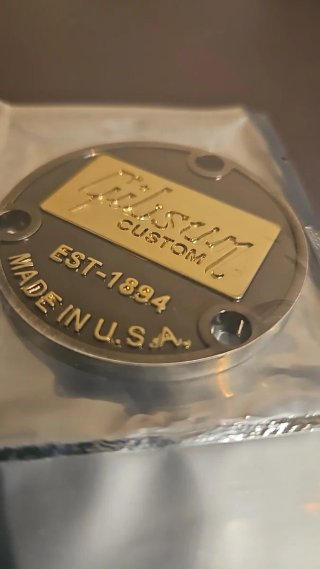 Gibson
CUSTOM
EST-1894
MADE IN U.S.A.